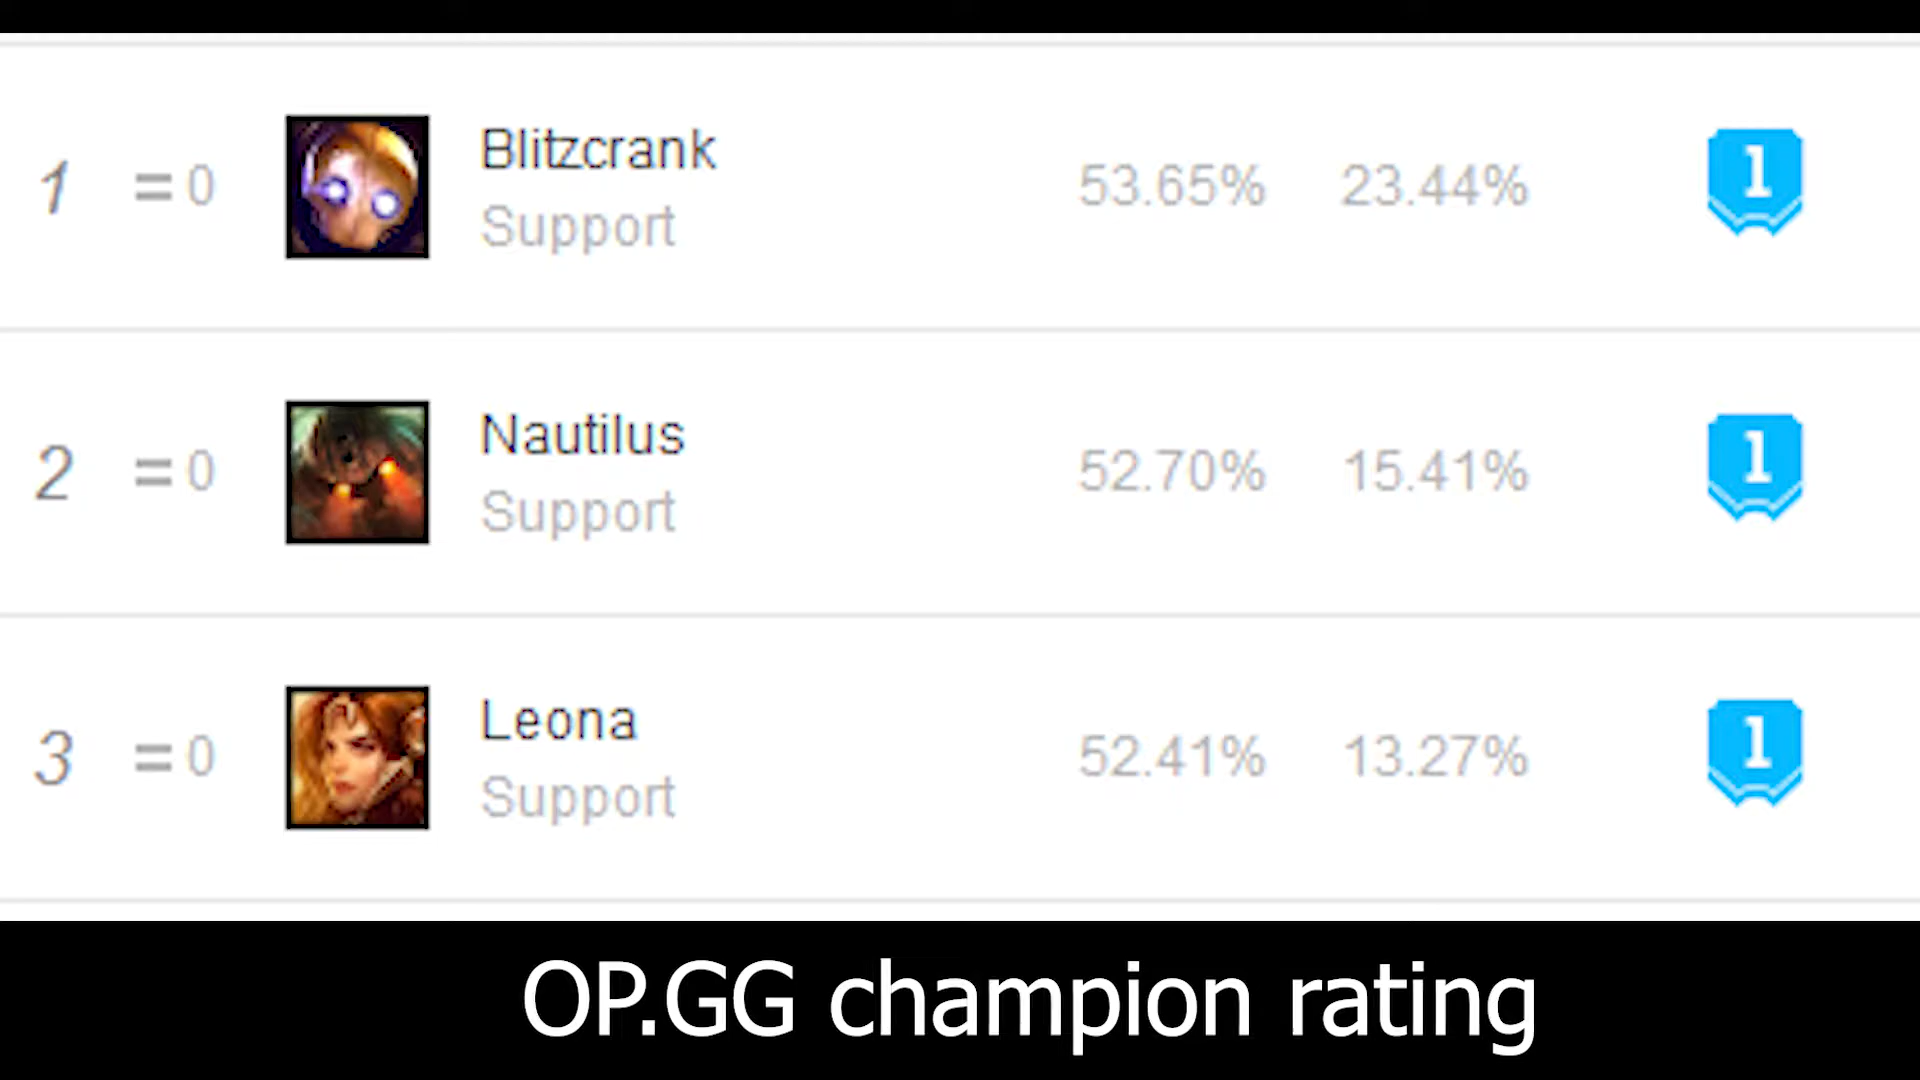 1 = 0 Blitzcrank 53.65% 23.44% 1
Support
2 = 0 Nautilus 52.70% 15.41% 1
Support
3 = 0 Leona 52.41% 13.27% 1
Support
OP.GG champion rating